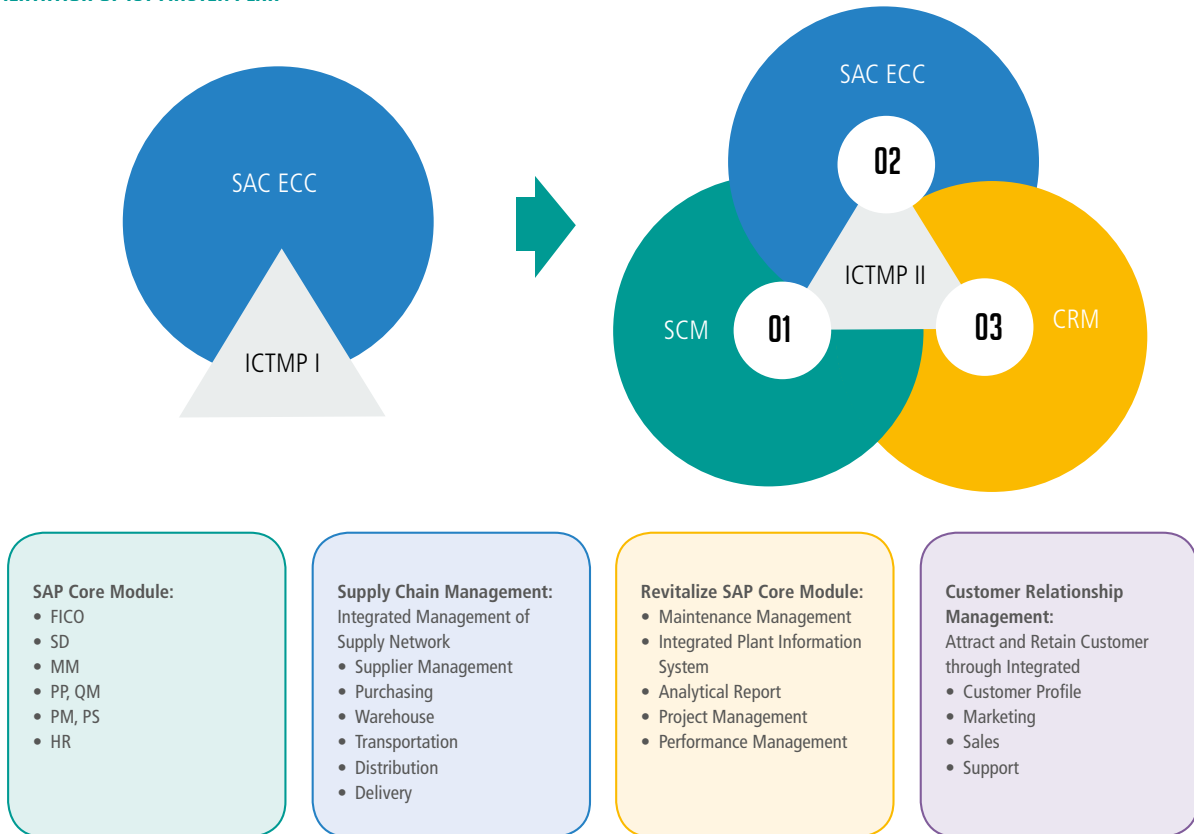 SAC ECC
ICTMP I
SAC ECC
02
ICTMP II
SCM
01
03
CRM
SAP Core Module:
• FICO
• SD
• MM
• PP, QM
• PM, PS
• HR
Supply Chain Management:
Integrated Management of
Supply Network
• Supplier Management
• Purchasing
• Warehouse
• Transportation
• Distribution
• Delivery
Revitalize SAP Core Module:
• Maintenance Management
• Integrated Plant Information
System
• Analytical Report
• Project Management
• Performance Management
Customer Relationship
Management:
Attract and Retain Customer
through Integrated
• Customer Profile
• Marketing
• Sales
• Support